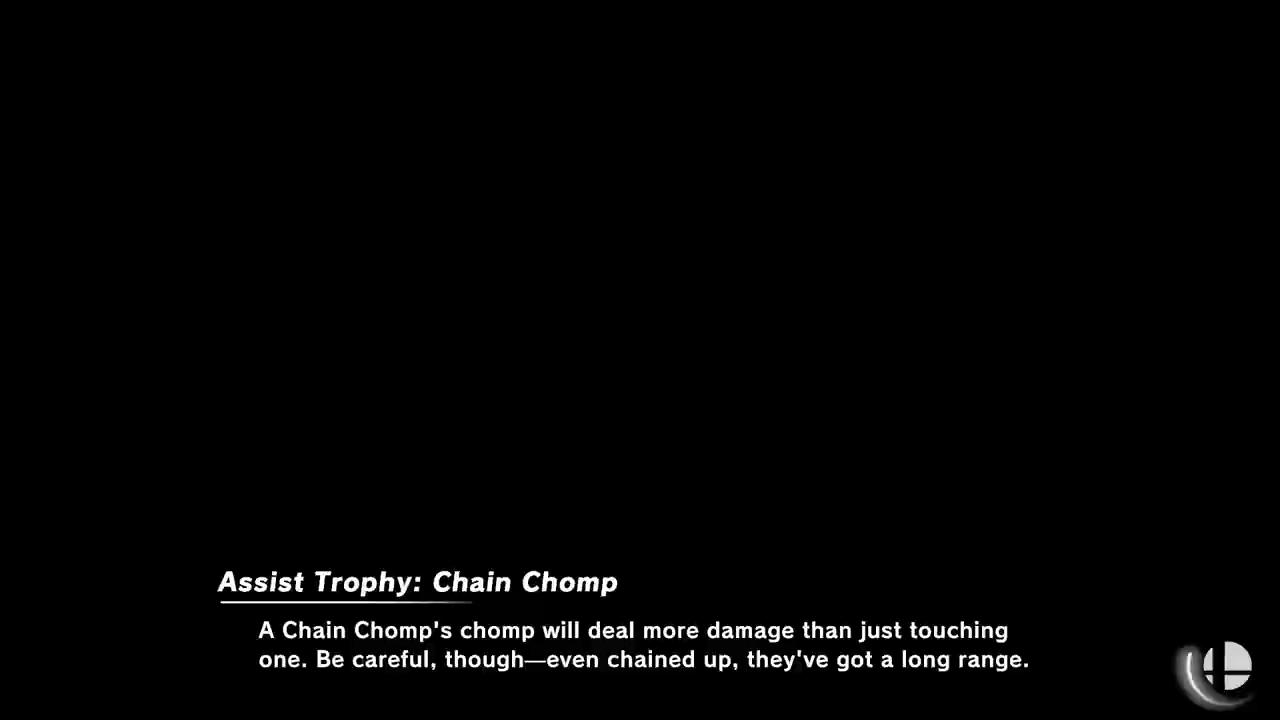 Assist Trophy: Chain Chomp
A Chain Chomp's chomp will deal more damage than just touching
one. Be careful, though—even chained up, they've got a long range.